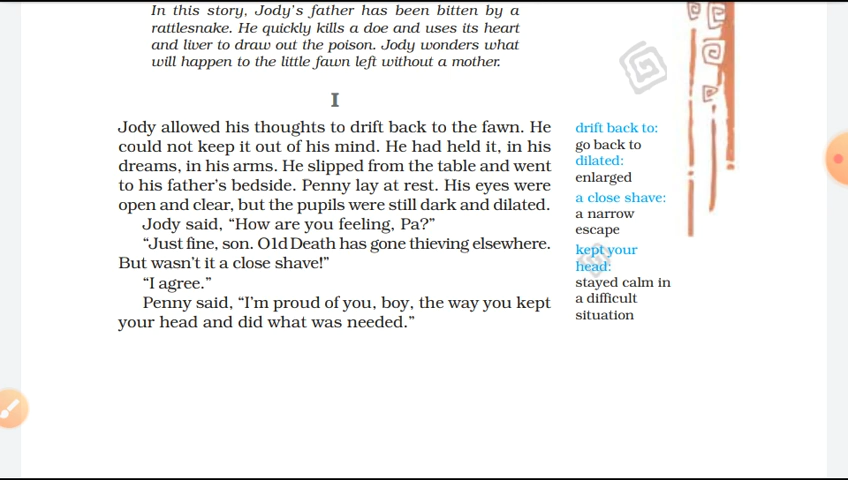 In this story, Jody's father has been bitten by a
rattlesnake. He quickly kills a doe and uses its heart
and liver to draw out the poison. Jody wonders what
will happen to the little fawn left without a mother.
I
Jody allowed his thoughts to drift back to the fawn. He
could not keep it out of his mind. He had held it, in his
dreams, in his arms. He slipped from the table and went
to his father's bedside. Penny lay at rest. His eyes were
open and clear, but the pupils were still dark and dilated.
Jody said, “How are you feeling, Pa?”
“Just fine, son. O1d Death has gone thieving elsewhere.
But wasn't it a close shave!”
“I agree.”
Penny said, “I'm proud of you, boy, the way you kept
your head and did what was needed.”
drift back to:
go back to
dilated:
enlarged
a close shave:
a narrow
escape
kept your
head:
stayed calm in
a difficult
situation